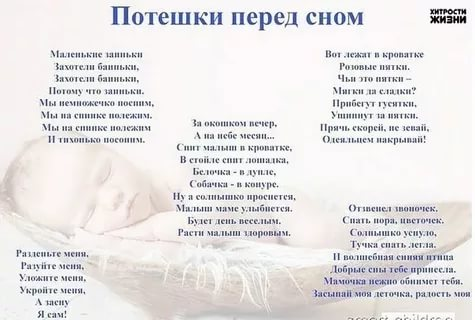 Потешки перед сном
ХИТРОСТИ
ЖИЗНИ
Маленькие заиньки
Захотели баиньки,
Захотели баиньки,
Потому что заиньки.
Мы немножечко поспим,
Мы на спинке полежим.
Мы на спинке полежим
И тихонько посопим.
Вот лежат в кроватке
Розовые пятки.
Чьи это пятки –
Мягки да сладки?
Прибегут гусятки,
Ущипнут за пятки.
Прячь скорей, не зевай,
Одеяльцем накрывай!
За окошком вечер,
А на небе месяц...
Спит малыш в кроватке,
В стойле спит лошадка,
Белочка - в дупле,
Собачка - в конуре.
Ну а солнышко проснется,
Малыш маме улыбнется.
Будет день веселым,
Расти малыш здоровым.
Разденьте меня,
Разуйте меня,
Уложите меня,
Укройте меня,
А засну
Я сам!
Отзвенел звоночек.
Спать пора, цветочек.
Солнышко уснуло,
Тучка спать легла.
И волшебная синяя птица
Добрые сны тебе принесла.
Мамочка нежно обнимет тебя.
Засыпай моя деточка, радость моя